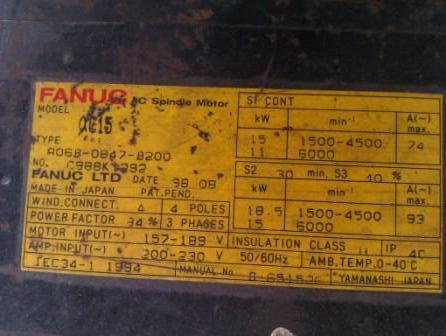 FANUC AC Spindle Motor
MODEL
TYPE A06B-0847-B200
NO.
FANUC LTD DATE 98 08
MADE IN JAPAN PAT.PEND.
WIND.CONNECT. Δ 4 POLES
POWER FACTOR 84 % 3 PHASES
MOTOR INPUT(~) 157-189 V
AMP.INPUT(~) 200-230 V 50/60Hz
IEC34-1 1994 MANUAL No.
S1 CONT
kW min⁻¹ A(~) max.
15 1500-4500 74
11 6000
S2 30 min, S3 %
kW min⁻¹ A(~) max.
18.5 1500-4500 93
15 6000
INSULATION CLASS H IP 40
AMB.TEMP.0-40°C
YAMANASHI JAPAN